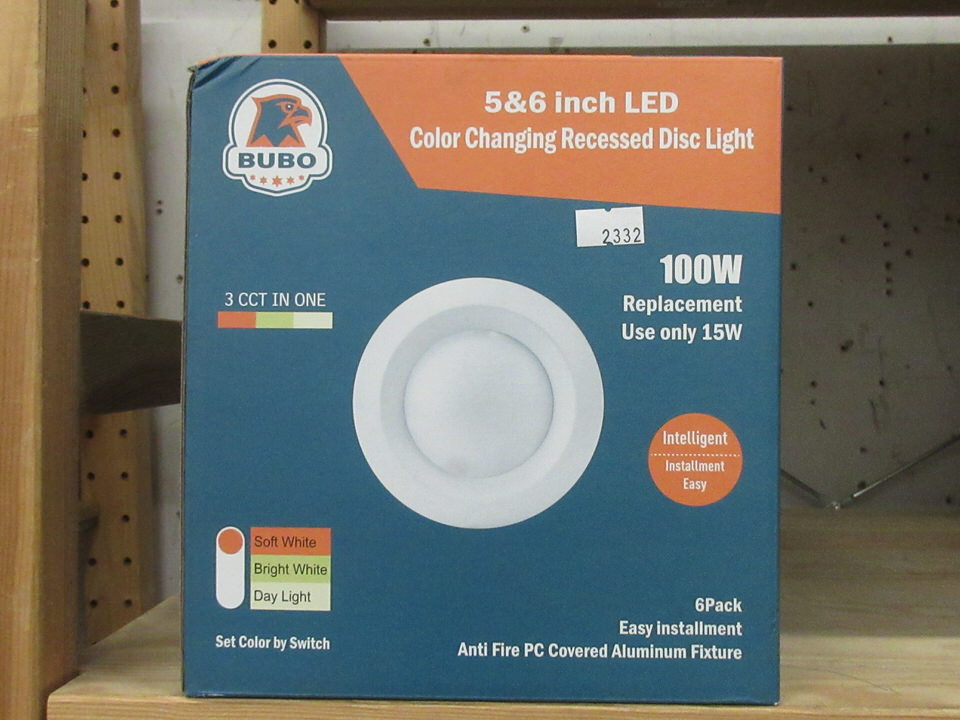 BUBO
5&6 inch LED
Color Changing Recessed Disc Light
2332
100W
Replacement
Use only 15W
3 CCT IN ONE
Intelligent
Installment
Easy
Soft White
Bright White
Day Light
Set Color by Switch
6Pack
Easy installment
Anti Fire PC Covered Aluminum Fixture